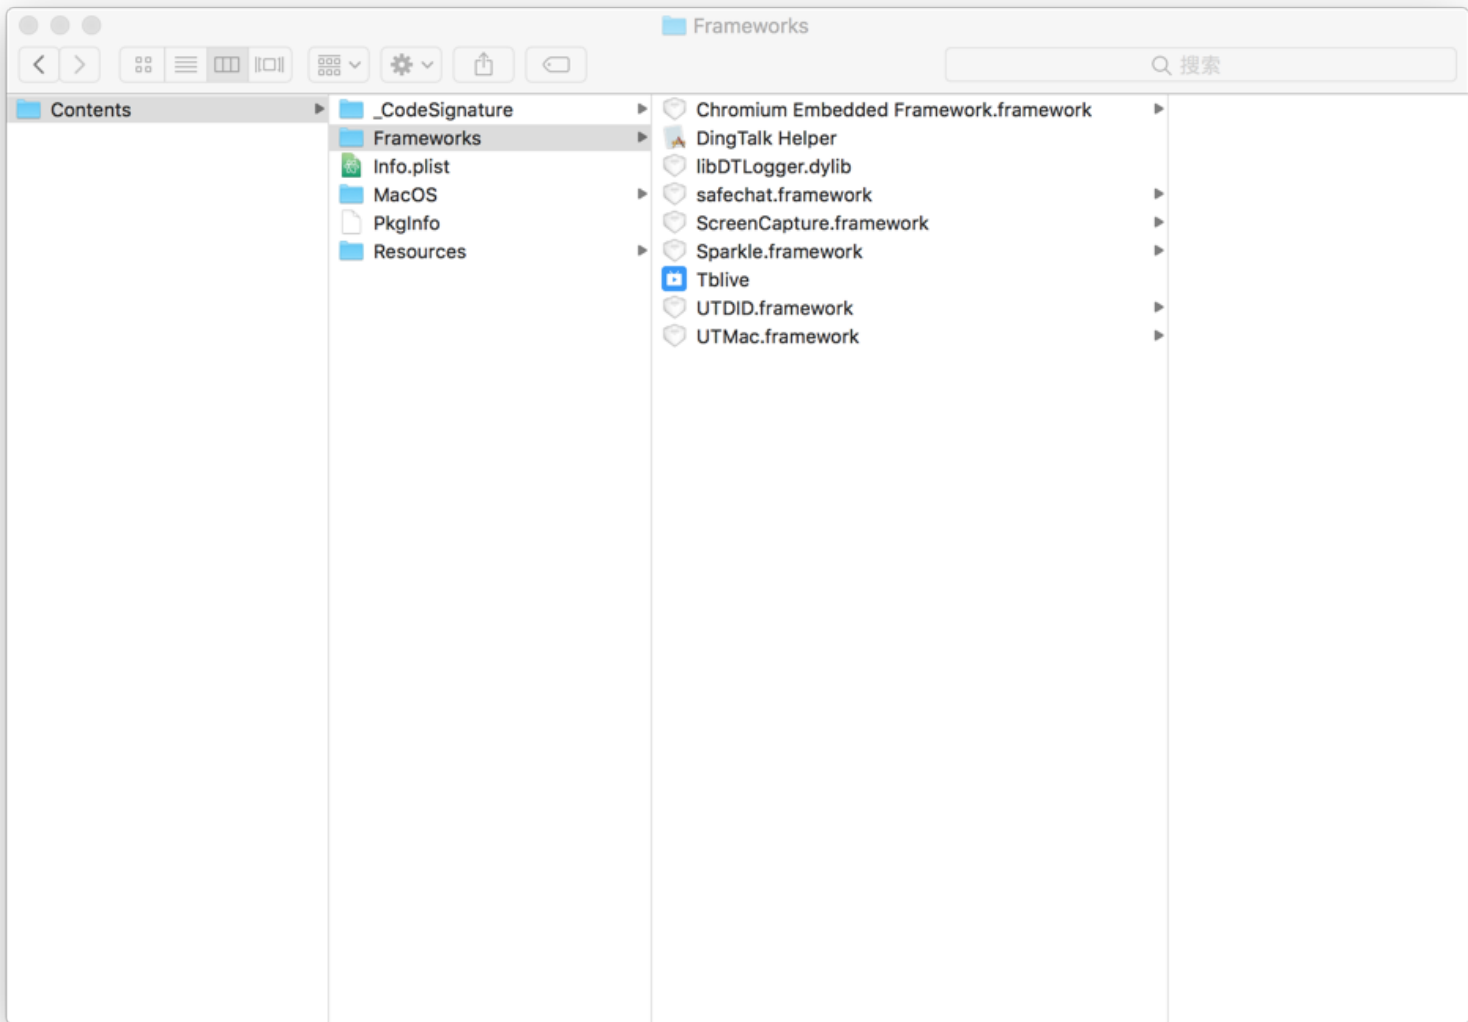 Frameworks
搜索
Contents
_CodeSignature
Frameworks
Info.plist
MacOS
PkgInfo
Resources
Chromium Embedded Framework.framework
DingTalk Helper
libDTLogger.dylib
safechat.framework
ScreenCapture.framework
Sparkle.framework
Tblive
UTDID.framework
UTMac.framework